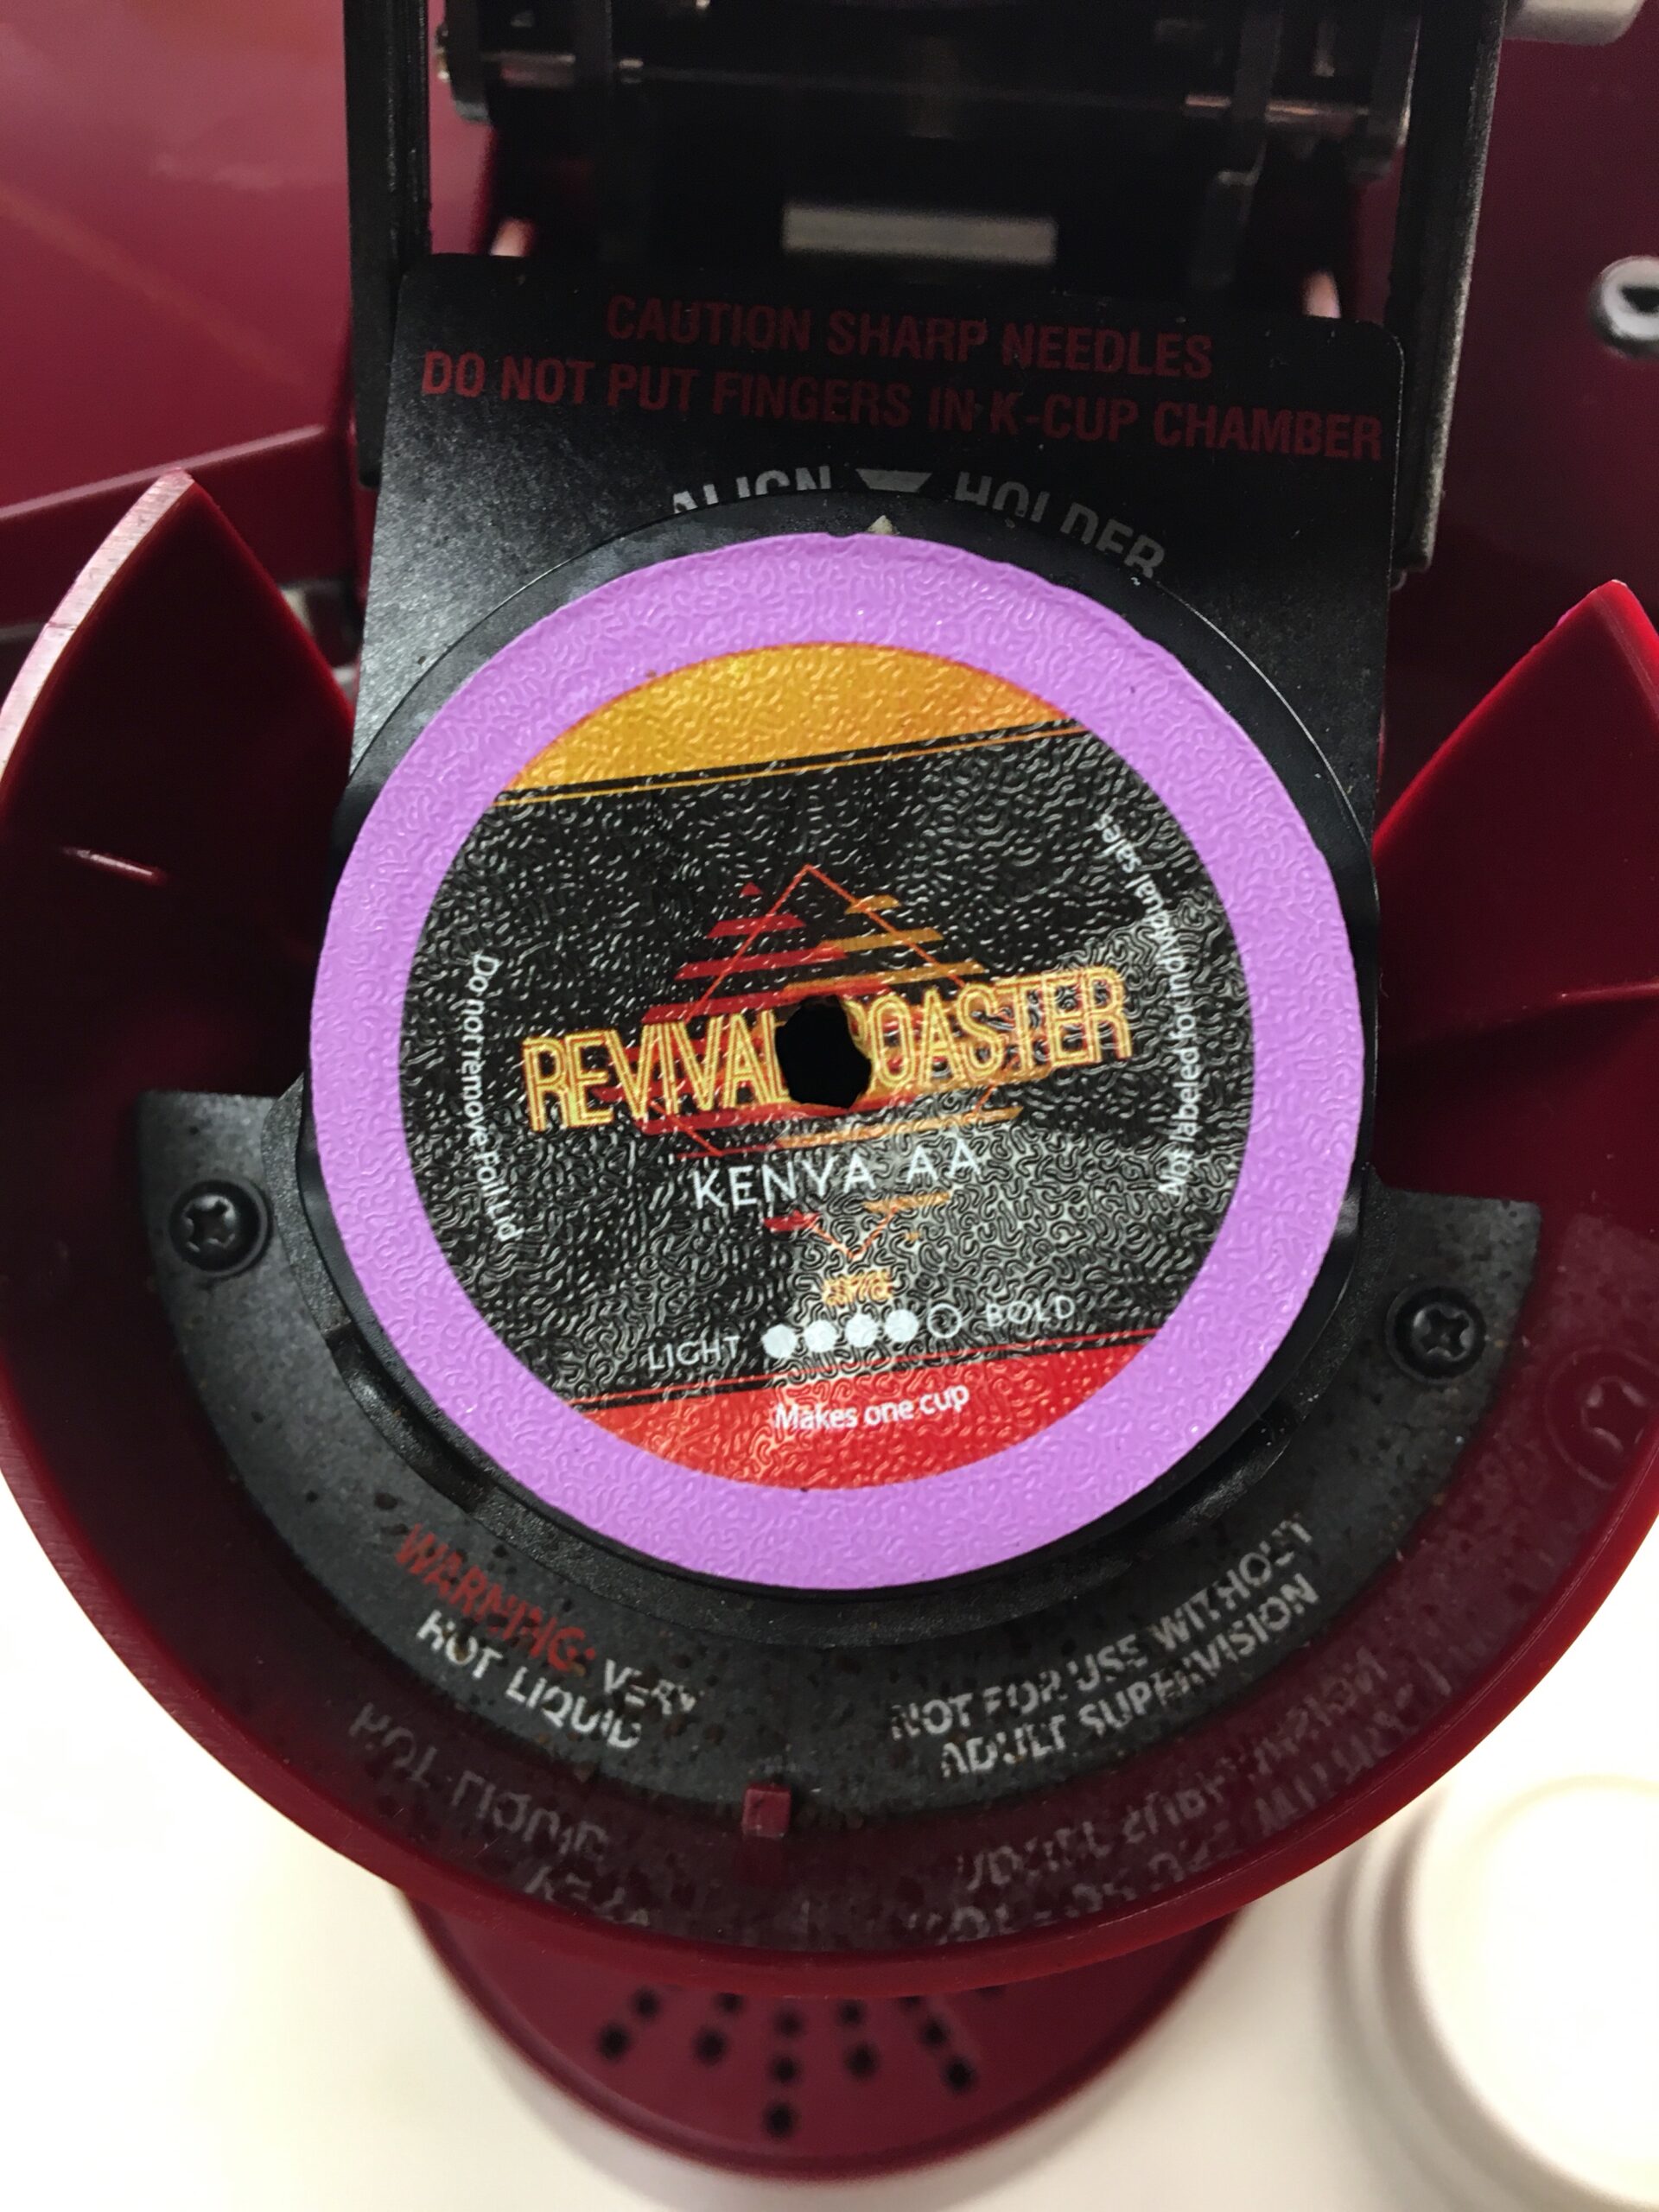 CAUTION SHARP NEEDLES
DO NOT PUT FINGERS IN K-CUP CHAMBER
ALIGN HOLDER
Do not remove Foil Lid
Not labeled for individual sales
REVIVAL ROASTER
KENYA AA
LIGHT BOLD
Makes one cup
WARNING: VERY
HOT LIQUID
NOT FOR USE WITHOUT
ADULT SUPERVISION